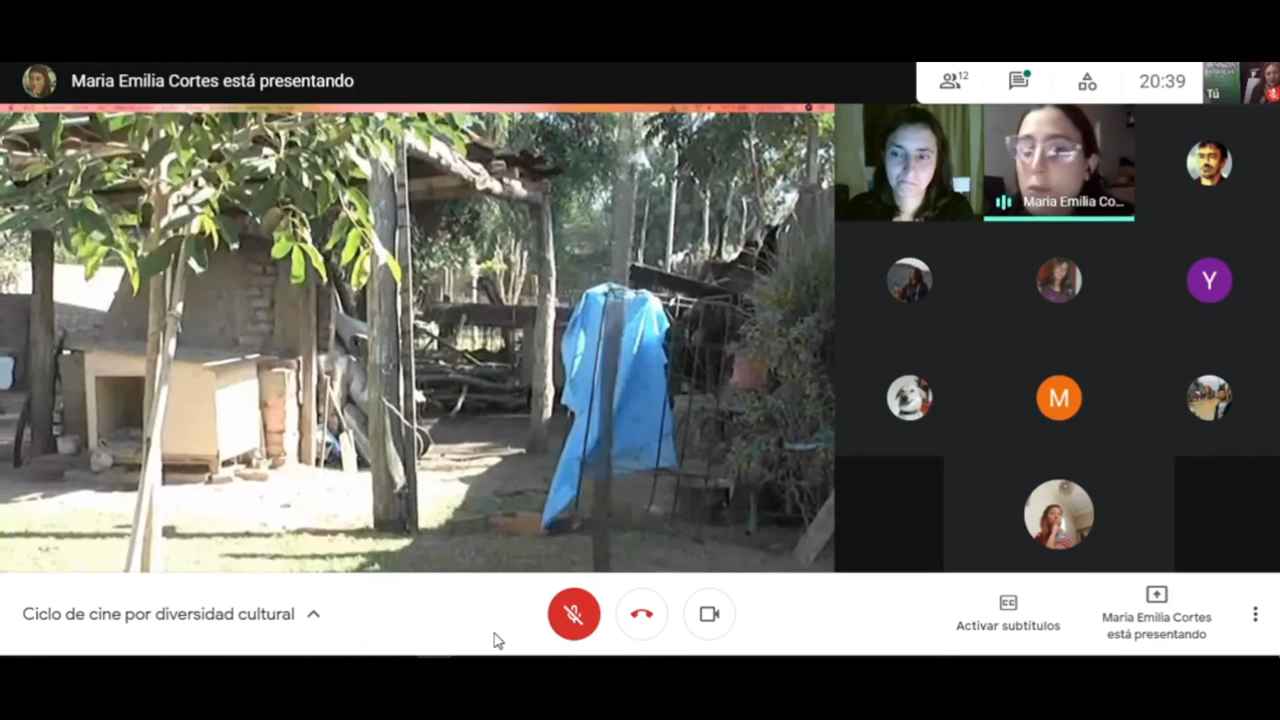 Maria Emilia Cortes está presentando
12
20:39
Tú
Maria Emilia Co...
Y
M
Ciclo de cine por diversidad cultural
CC
Activar subtítulos
Maria Emilia Cortes
está presentando